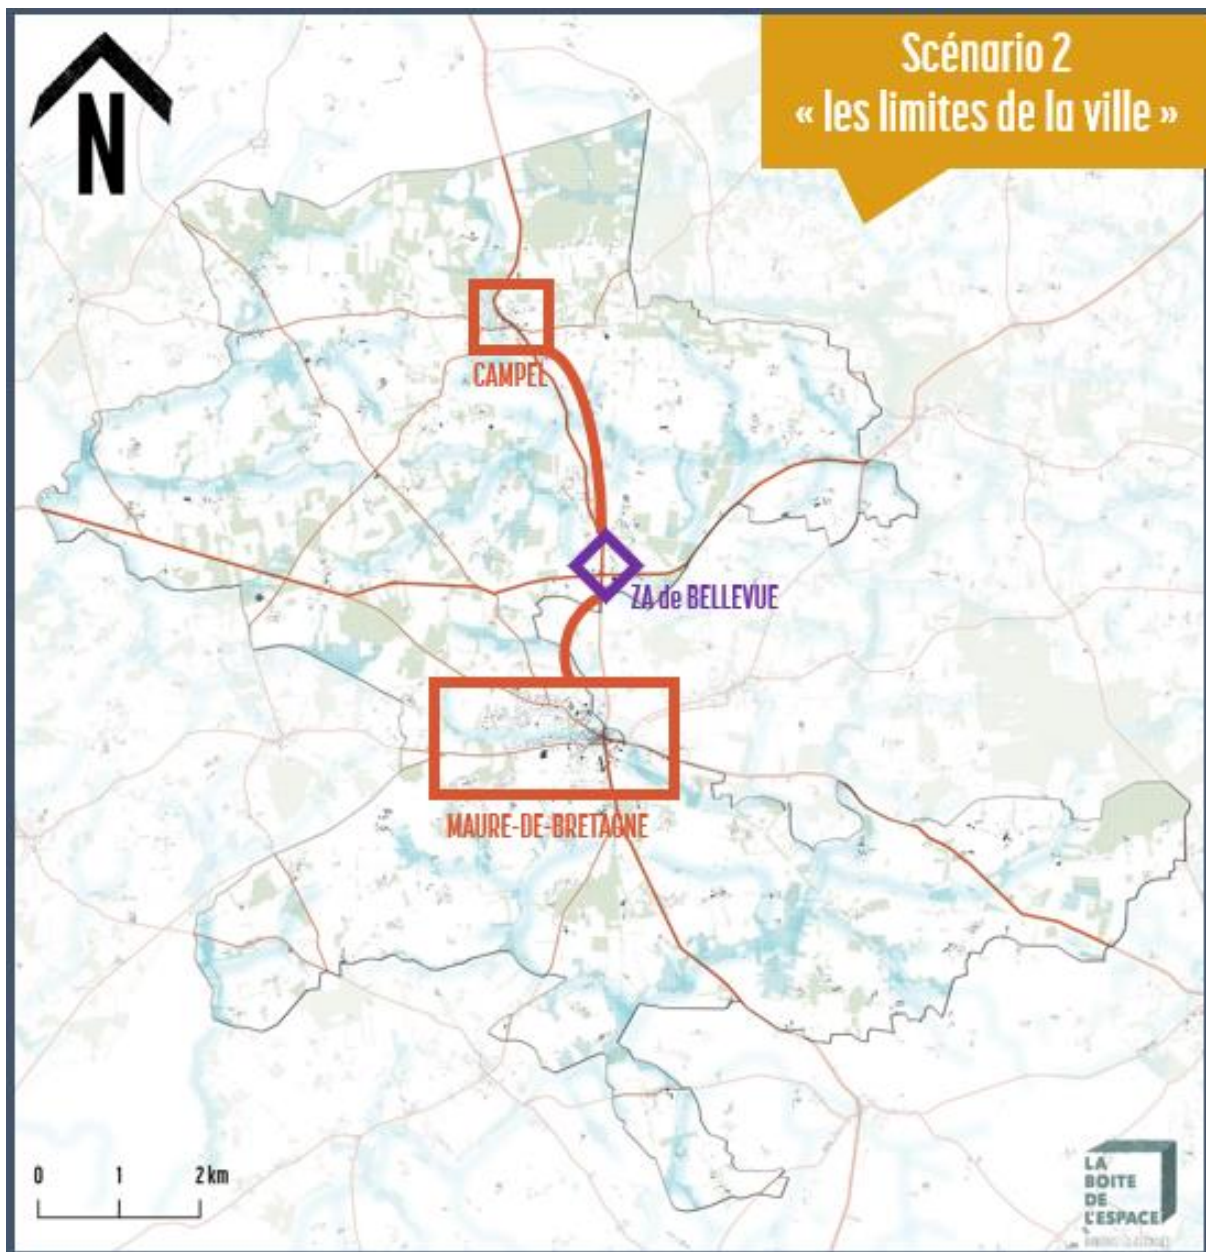 Scénario 2
« les limites de la ville »
N
CAMPEL
ZA de BELLEVUE
MAURE-DE-BRETAGNE
0 1 2 km
LA
BOITE
DE
L'ESPACE